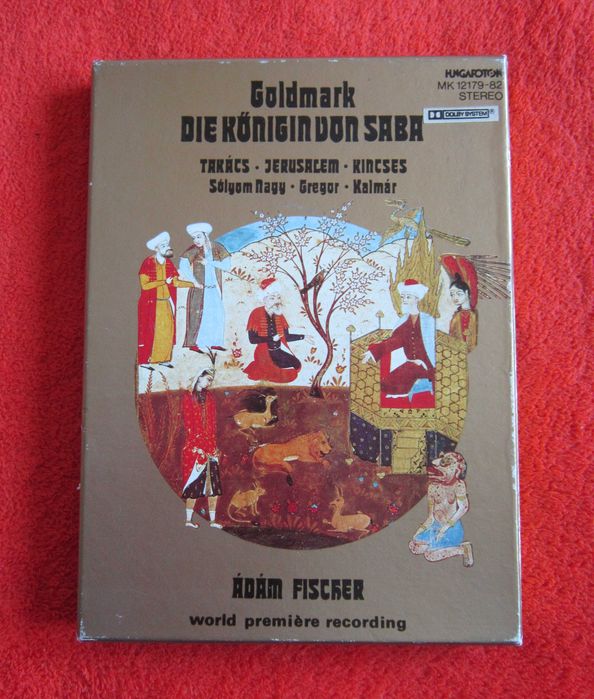 HUNGAROTON
MK 12179-82
STEREO
DOLBY SYSTEM®
Goldmark
DIE KŐNIGIN VON SABA
TAKÁCS · JERUSALEM · KINCSES
Sólyom Nagy · Gregor · Kalmár
ÁDÁM FISCHER
world première recording